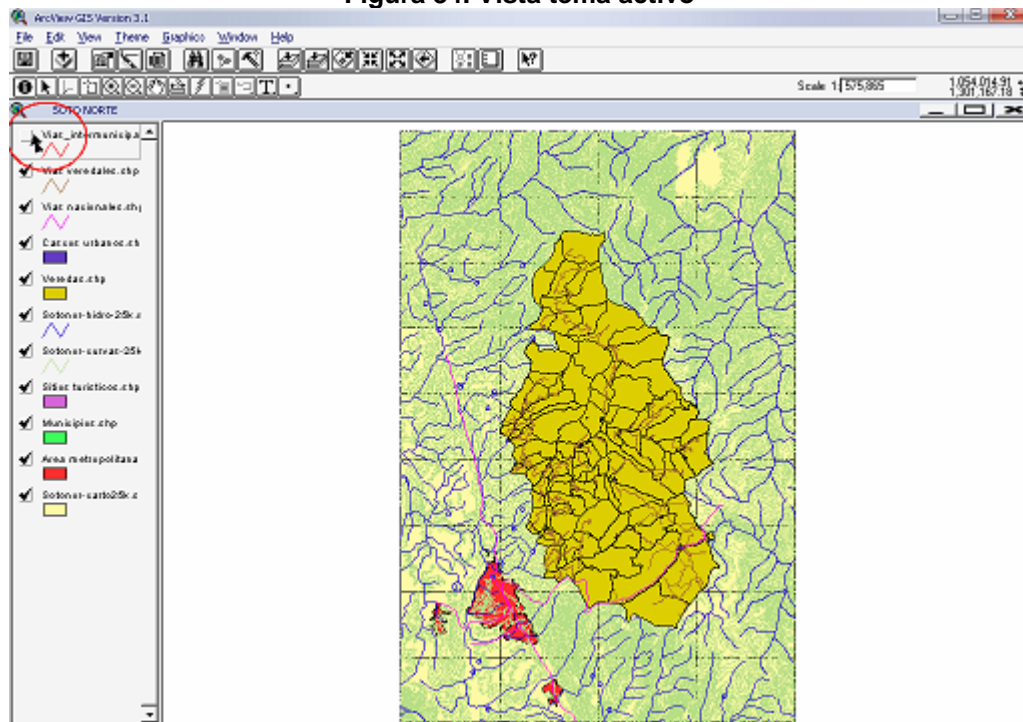 Figura 34. Vista tema activo
ArcView GIS Version 3.1
File Edit View Theme Graphics Window Help
Scale 1: 575,865
1,054,014.91
1,301,167.18
SOTO NORTE
Vias_intermunicipa
Vias veredales.shp
Vias nacionales.sh
Cascos urbanos.sh
Veredas.shp
Sotonor-hidro-25k.s
Sotonor-curvas-25k
Sitios turisticos.shp
Municipios.shp
Area metropolitana
Sotonor-carto25k.s